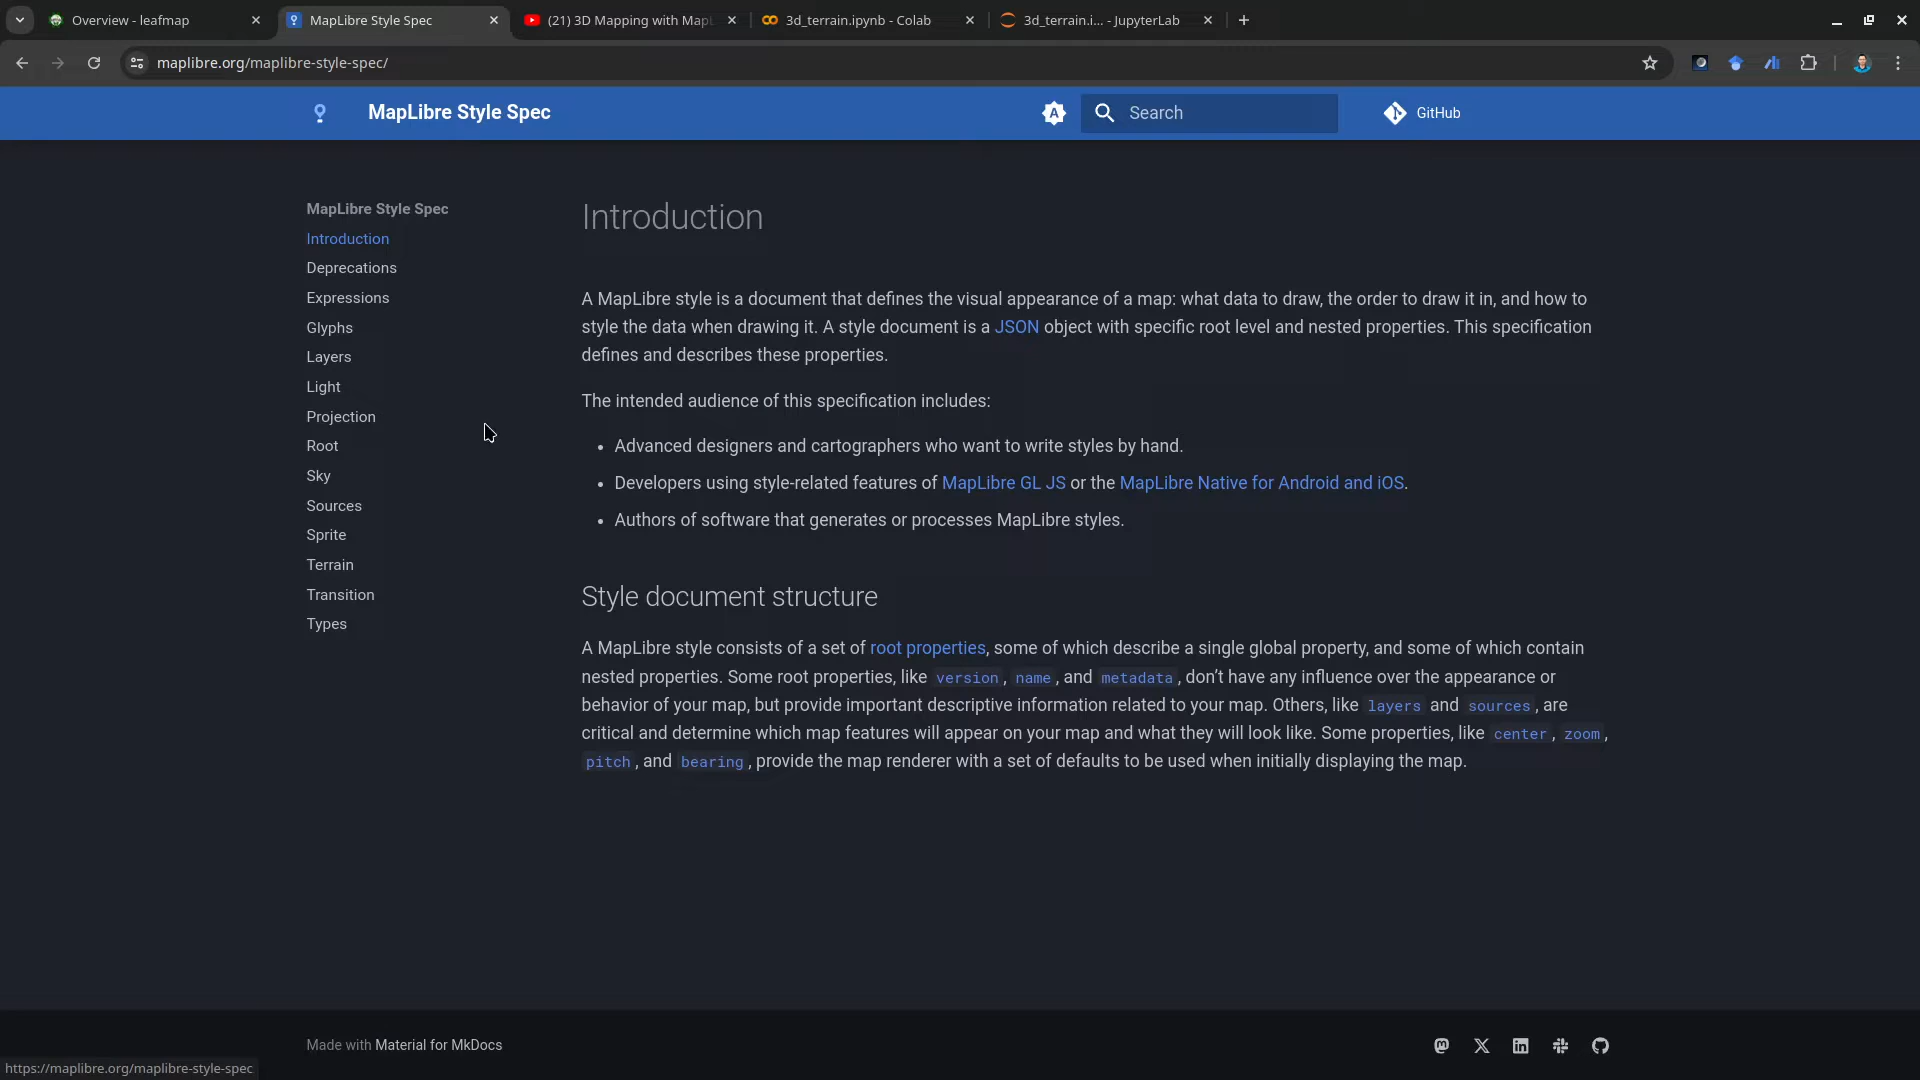 Overview - leafmap
MapLibre Style Spec
(21) 3D Mapping with MapL
3d_terrain.ipynb - Colab
3d_terrain.i... - JupyterLab
maplibre.org/maplibre-style-spec/
MapLibre Style Spec
A
Search
GitHub
MapLibre Style Spec
Introduction
Deprecations
Expressions
Glyphs
Layers
Light
Projection
Root
Sky
Sources
Sprite
Terrain
Transition
Types
Introduction
A MapLibre style is a document that defines the visual appearance of a map: what data to draw, the order to draw it in, and how to
style the data when drawing it. A style document is a JSON object with specific root level and nested properties. This specification
defines and describes these properties.
The intended audience of this specification includes:
• Advanced designers and cartographers who want to write styles by hand.
• Developers using style-related features of MapLibre GL JS or the MapLibre Native for Android and iOS.
• Authors of software that generates or processes MapLibre styles.
Style document structure
A MapLibre style consists of a set of root properties, some of which describe a single global property, and some of which contain
nested properties. Some root properties, like version, name, and metadata, don’t have any influence over the appearance or
behavior of your map, but provide important descriptive information related to your map. Others, like layers and sources, are
critical and determine which map features will appear on your map and what they will look like. Some properties, like center, zoom,
pitch, and bearing, provide the map renderer with a set of defaults to be used when initially displaying the map.
Made with Material for MkDocs
https://maplibre.org/maplibre-style-spec